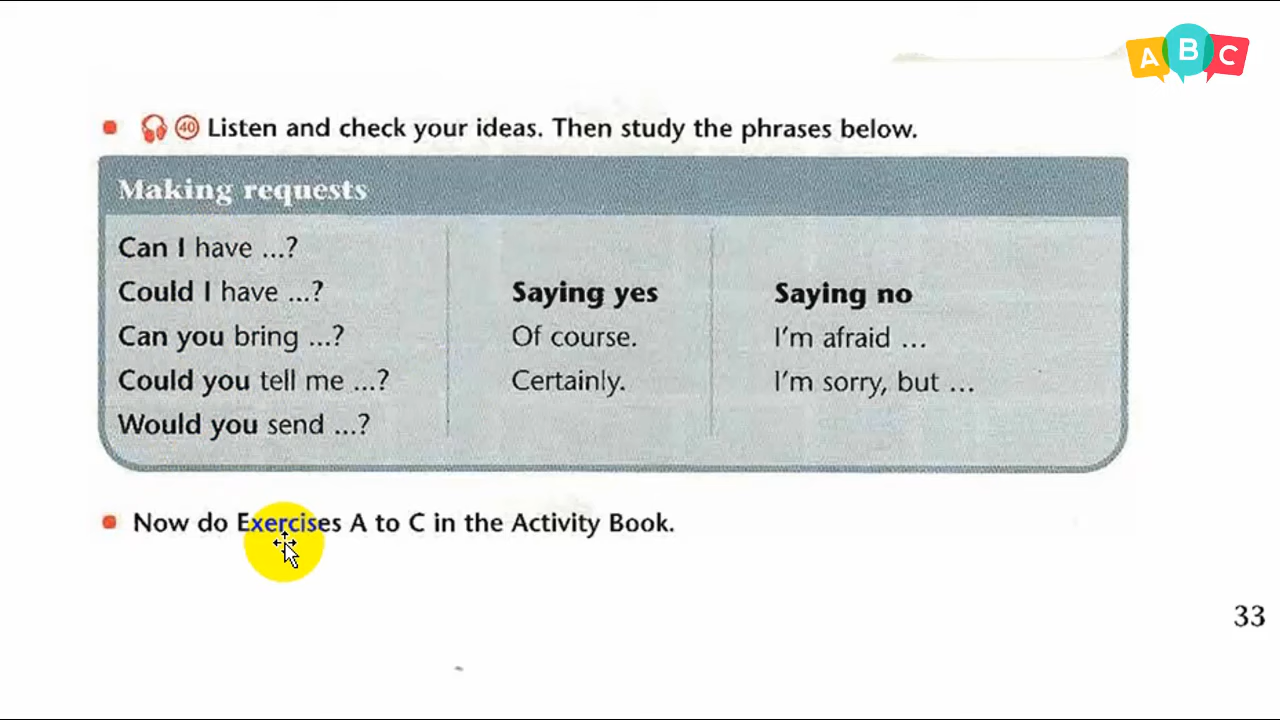 A B C
40 Listen and check your ideas. Then study the phrases below.
Making requests
Can I have ...?
Could I have ...?
Can you bring ...?
Could you tell me ...?
Would you send ...?
Saying yes
Of course.
Certainly.
Saying no
I'm afraid ...
I'm sorry, but ...
Now do Exercises A to C in the Activity Book.
33